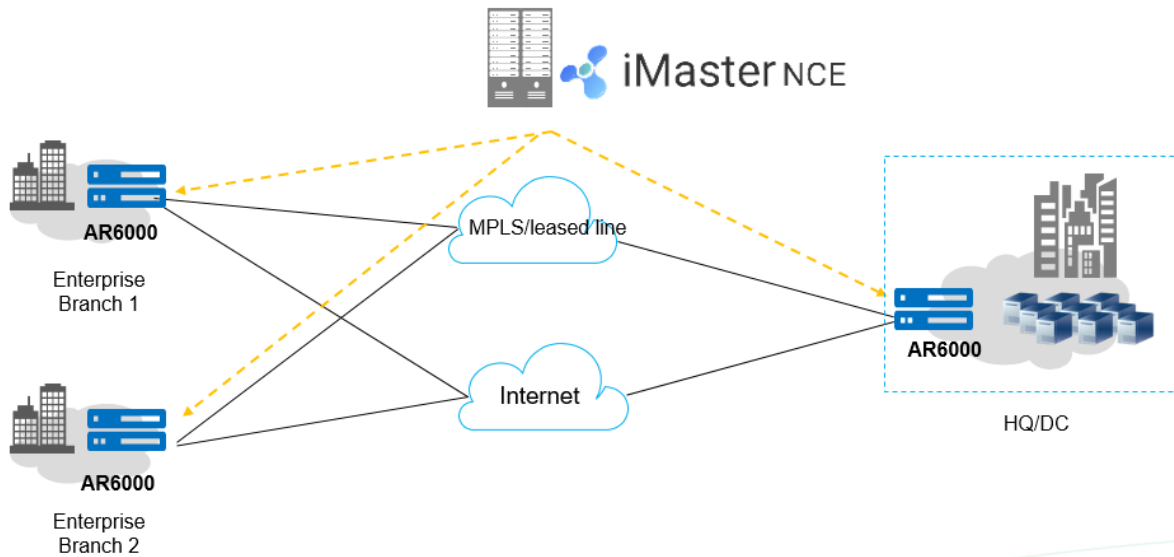 iMaster NCE
MPLS/leased line
AR6000
Enterprise
Branch 1
AR6000
Internet
HQ/DC
AR6000
Enterprise
Branch 2